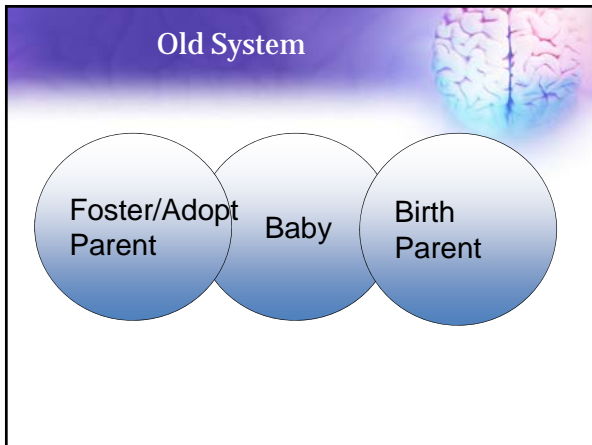 Old System
Foster/Adopt
Parent
Baby
Birth
Parent